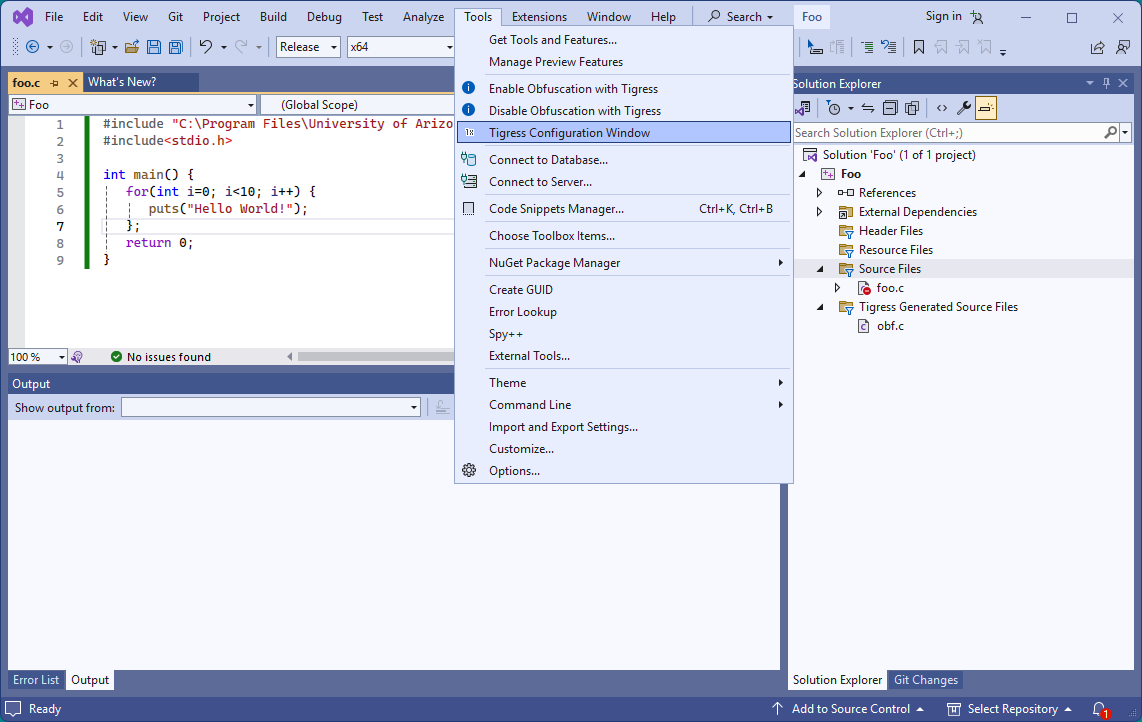 File Edit View Git Project Build Debug Test Analyze Tools Extensions Window Help Search Foo Sign in
Release x64
Get Tools and Features...
Manage Preview Features
Enable Obfuscation with Tigress
Disable Obfuscation with Tigress
1x Tigress Configuration Window
Connect to Database...
Connect to Server...
Code Snippets Manager... Ctrl+K, Ctrl+B
Choose Toolbox Items...
NuGet Package Manager
Create GUID
Error Lookup
Spy++
External Tools...
Theme
Command Line
Import and Export Settings...
Customize...
Options...
foo.c What's New?
Foo (Global Scope)
1 #include "C:\Program Files\University of Arizo
2 #include<stdio.h>
3
4 int main() {
5 for(int i=0; i<10; i++) {
6 puts("Hello World!");
7 };
8 return 0;
9 }
100 % No issues found
Output
Show output from:
Error List Output
Solution Explorer
Search Solution Explorer (Ctrl+;)
Solution 'Foo' (1 of 1 project)
Foo
References
External Dependencies
Header Files
Resource Files
Source Files
foo.c
Tigress Generated Source Files
obf.c
Solution Explorer Git Changes
Ready Add to Source Control Select Repository 1